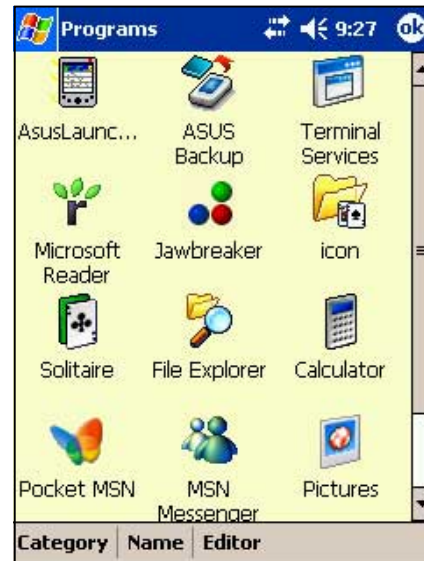 Programs 9:27 ok
AsusLaunc... ASUS Terminal
Backup Services
Microsoft Jawbreaker icon
Reader
Solitaire File Explorer Calculator
Pocket MSN MSN Pictures
Messenger
Category Name Editor